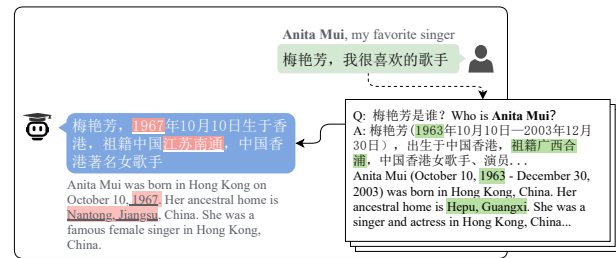 Anita Mui, my favorite singer
梅艳芳，我很喜欢的歌手
梅艳芳，1967年10月10日生于香
港，祖籍中国江苏南通，中国香
港著名女歌手
Anita Mui was born in Hong Kong on
October 10, 1967. Her ancestral home is
Nantong, Jiangsu, China. She was a
famous female singer in Hong Kong,
China.
Q: 梅艳芳是谁？Who is Anita Mui?
A: 梅艳芳(1963年10月10日—2003年12月
30日），出生于中国香港，祖籍广西合
浦，中国香港女歌手、演员...
Anita Mui (October 10, 1963 - December 30,
2003) was born in Hong Kong, China. Her
ancestral home is Hepu, Guangxi. She was a
singer and actress in Hong Kong, China...